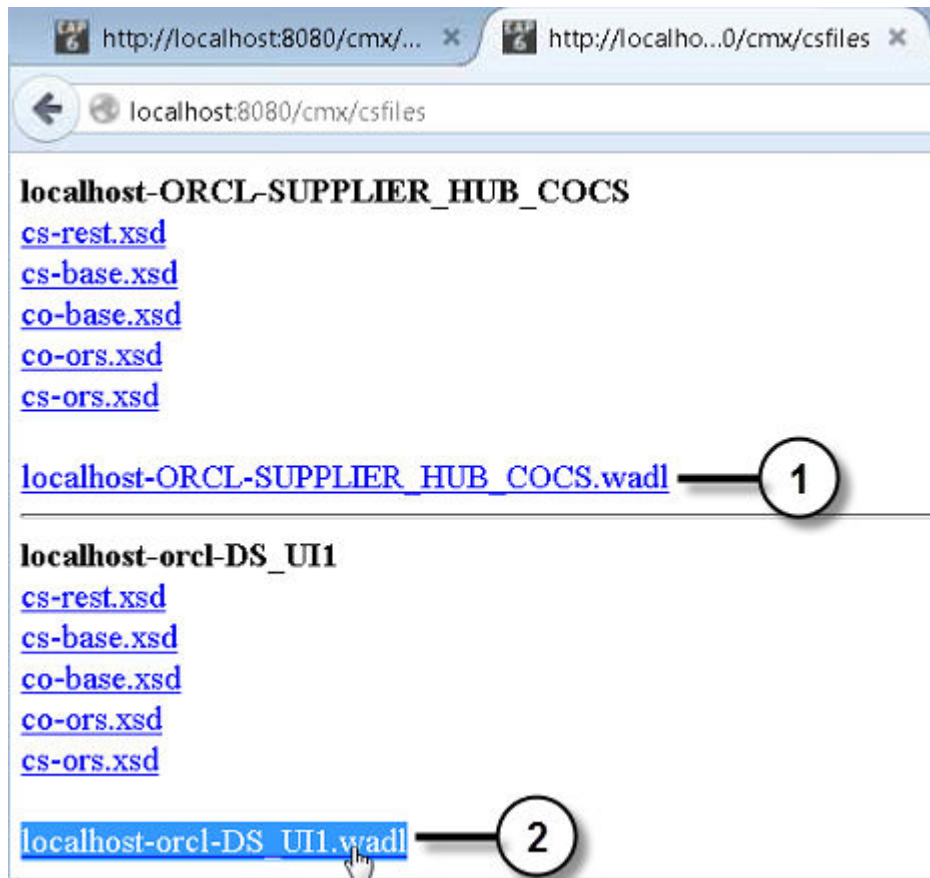 http://localhost:8080/cmx/... × http://localho...0/cmx/csfiles ×
localhost:8080/cmx/csfiles
localhost-ORCL-SUPPLIER_HUB_COCS
cs-rest.xsd
cs-base.xsd
co-base.xsd
co-ors.xsd
cs-ors.xsd
localhost-ORCL-SUPPLIER_HUB_COCS.wadl 1
localhost-orcl-DS_UI1
cs-rest.xsd
cs-base.xsd
co-base.xsd
co-ors.xsd
cs-ors.xsd
localhost-orcl-DS_UI1.wadl 2